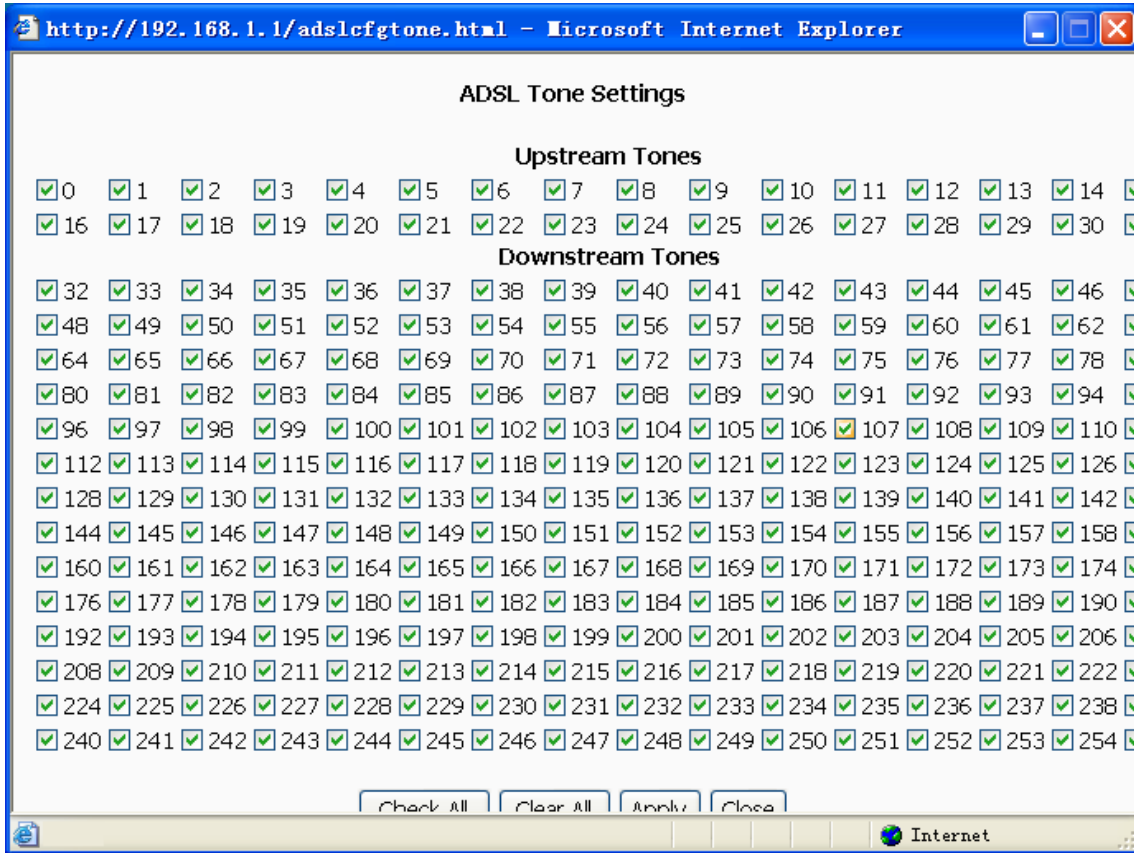 http://192.168.1.1/adslcfgtone.html - Microsoft Internet Explorer
ADSL Tone Settings
Upstream Tones
0 1 2 3 4 5 6 7 8 9 10 11 12 13 14
16 17 18 19 20 21 22 23 24 25 26 27 28 29 30
Downstream Tones
32 33 34 35 36 37 38 39 40 41 42 43 44 45 46
48 49 50 51 52 53 54 55 56 57 58 59 60 61 62
64 65 66 67 68 69 70 71 72 73 74 75 76 77 78
80 81 82 83 84 85 86 87 88 89 90 91 92 93 94
96 97 98 99 100 101 102 103 104 105 106 107 108 109 110
112 113 114 115 116 117 118 119 120 121 122 123 124 125 126
128 129 130 131 132 133 134 135 136 137 138 139 140 141 142
144 145 146 147 148 149 150 151 152 153 154 155 156 157 158
160 161 162 163 164 165 166 167 168 169 170 171 172 173 174
176 177 178 179 180 181 182 183 184 185 186 187 188 189 190
192 193 194 195 196 197 198 199 200 201 202 203 204 205 206
208 209 210 211 212 213 214 215 216 217 218 219 220 221 222
224 225 226 227 228 229 230 231 232 233 234 235 236 237 238
240 241 242 243 244 245 246 247 248 249 250 251 252 253 254
Check All Clear All Apply Close
Internet